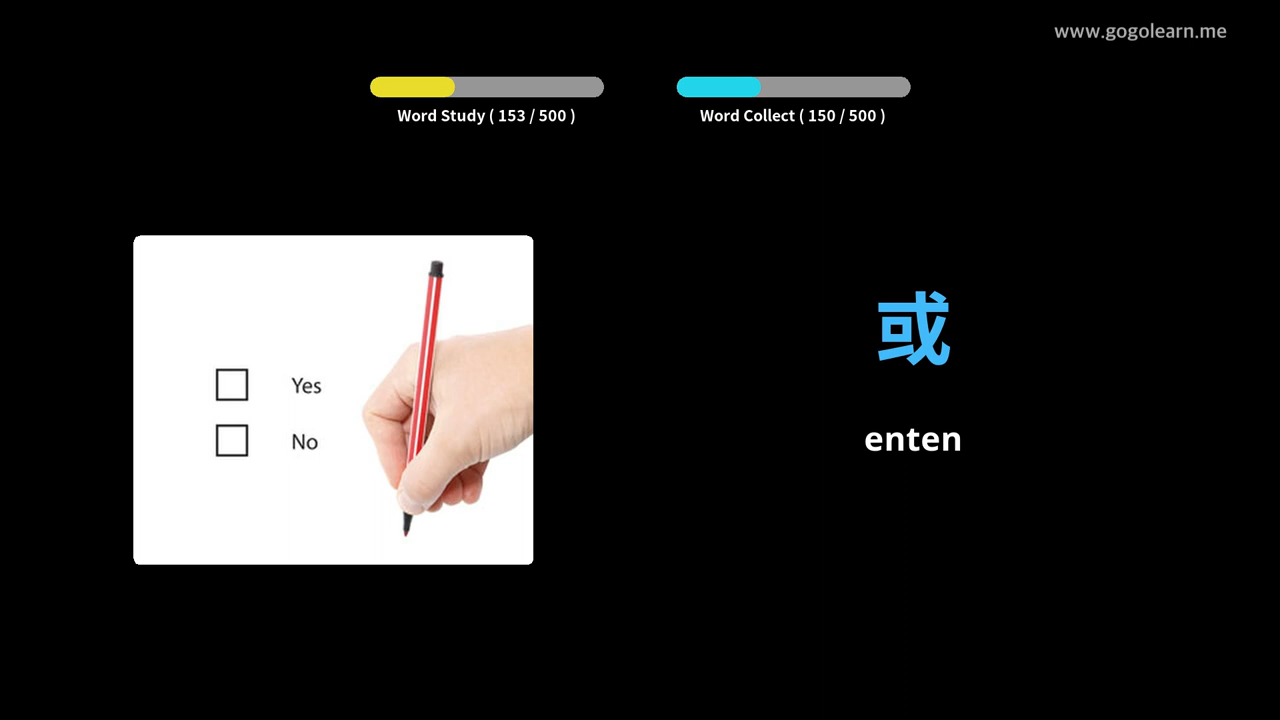 www.gogolearn.me
Word Study ( 153 / 500 )
Word Collect ( 150 / 500 )
Yes
No
或
enten